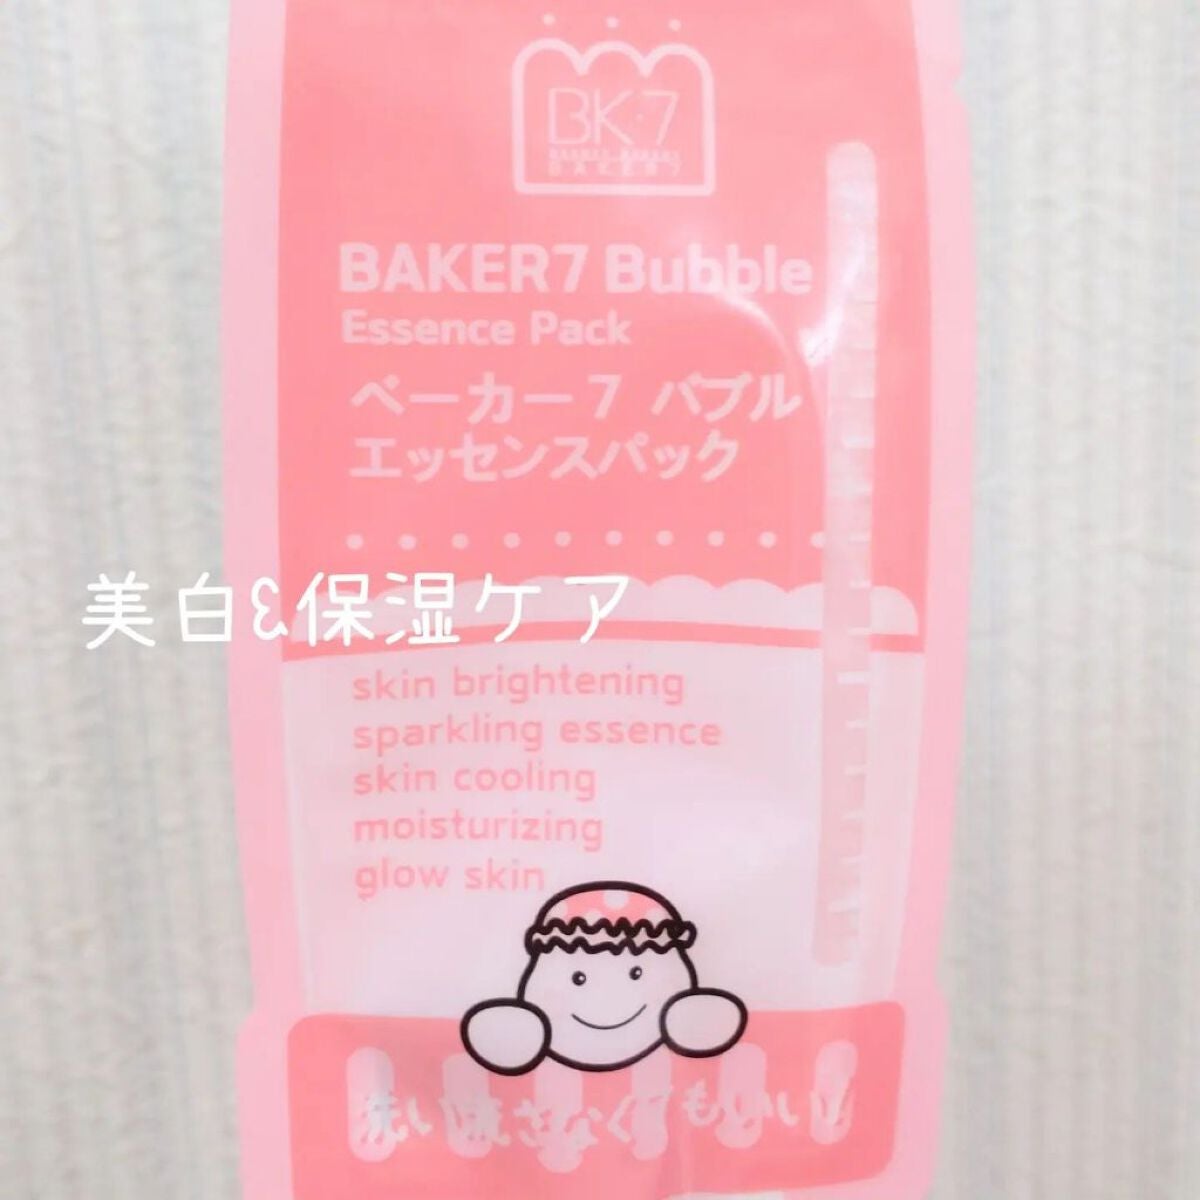 BK·7
BAKER7
BAKER7 Bubble
Essence Pack
ベーカー7 バブル
エッセンスパック
美白&保湿ケア
skin brightening
sparkling essence
skin cooling
moisturizing
glow skin
洗い流さなくてもいい!